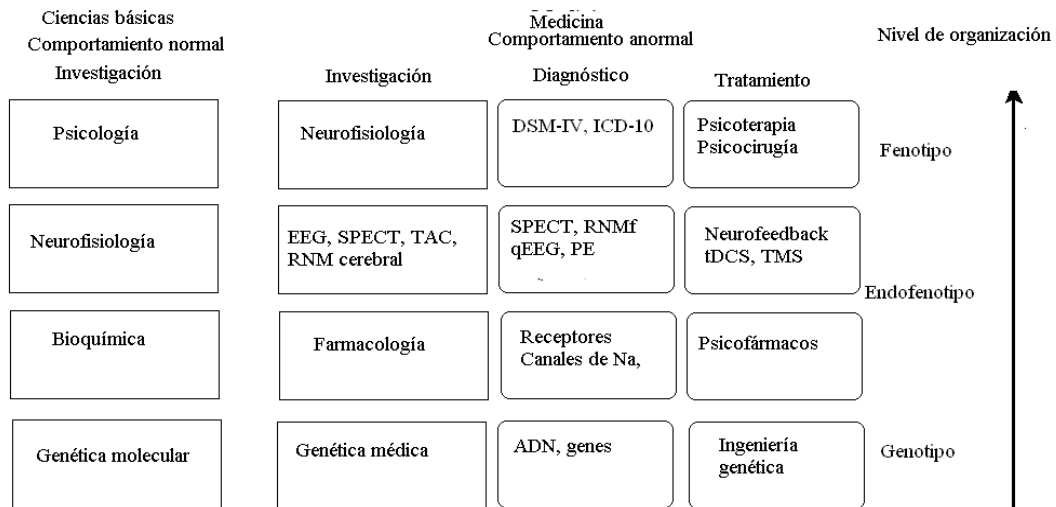 Ciencias básicas
Comportamiento normal
Investigación
Medicina
Comportamiento anormal
Nivel de organización
Investigación
Diagnóstico
Tratamiento
Psicología
Neurofisiología
DSM-IV, ICD-10
Psicoterapia
Psicocirugía
Fenotipo
Neurofisiología
EEG, SPECT, TAC,
RNM cerebral
SPECT, RNMf
qEEG, PE
Neurofeedback
tDCS, TMS
Endofenotipo
Bioquímica
Farmacología
Receptores
Canales de Na,
Psicofármacos
Genética molecular
Genética médica
ADN, genes
Ingeniería
genética
Genotipo